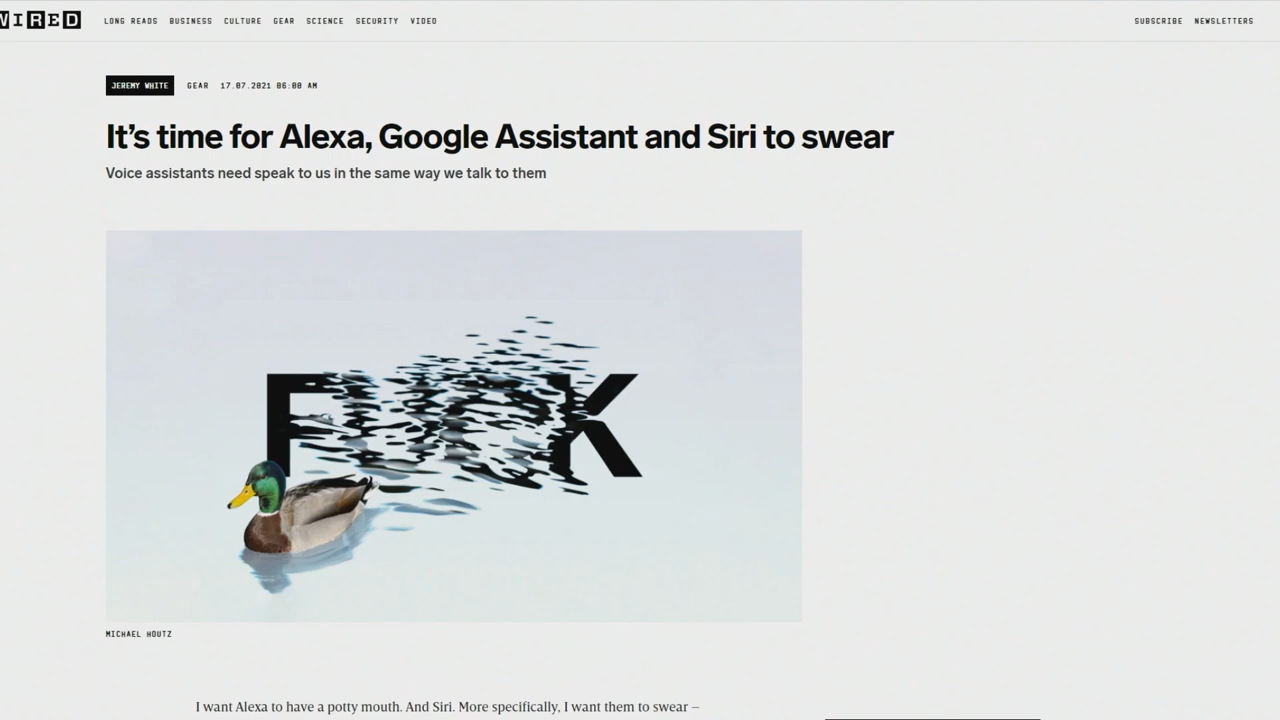 WIRED LONG READS BUSINESS CULTURE GEAR SCIENCE SECURITY VIDEO SUBSCRIBE NEWSLETTERS
JEREMY WHITE GEAR 17.07.2021 06:00 AM
It’s time for Alexa, Google Assistant and Siri to swear
Voice assistants need speak to us in the same way we talk to them
FUCK
MICHAEL HOUTZ
I want Alexa to have a potty mouth. And Siri. More specifically, I want them to swear –